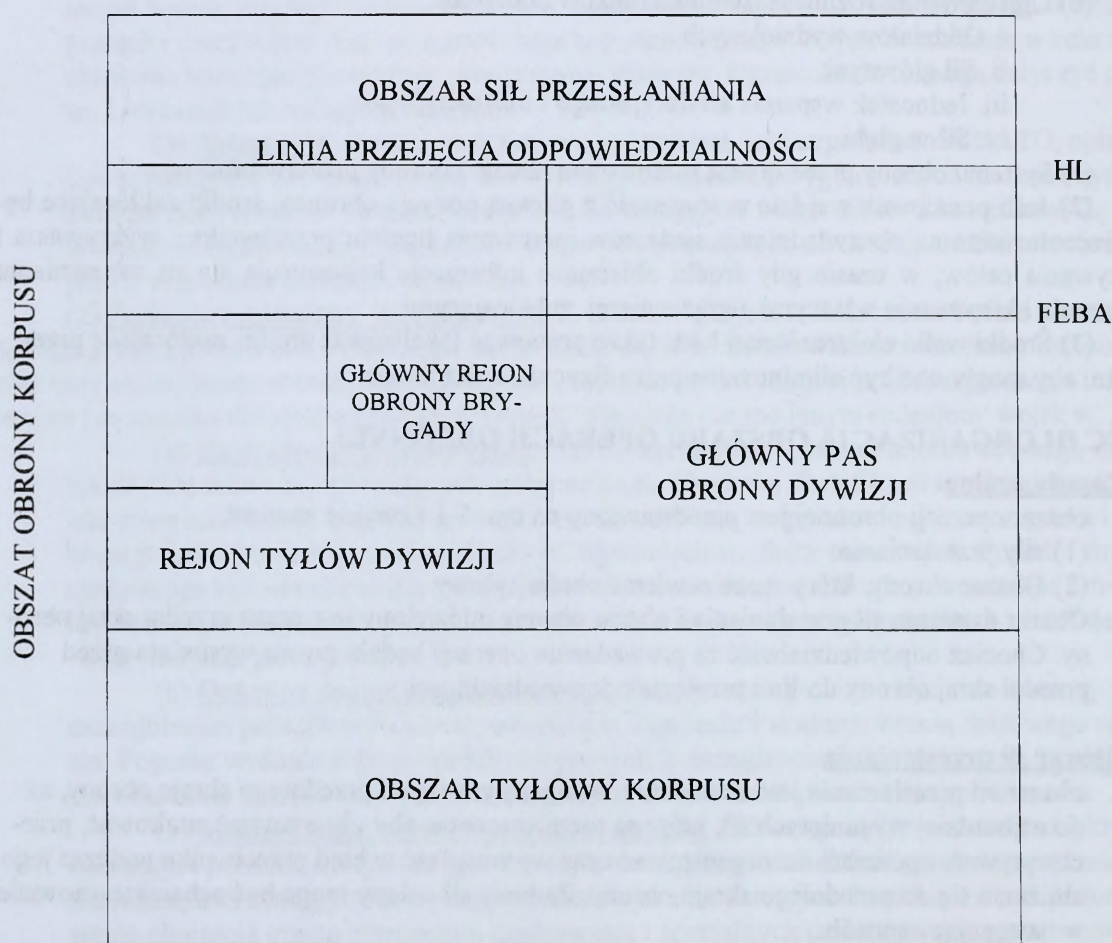 OBSZAR SIŁ PRZESŁANIANIA
LINIA PRZEJĘCIA ODPOWIEDZIALNOŚCI
HL
FEBA
OBSZAT OBRONY KORPUSU
GŁÓWNY REJON
OBRONY BRY-
GADY
GŁÓWNY PAS
OBRONY DYWIZJI
REJON TYŁÓW DYWIZJI
OBSZAR TYŁOWY KORPUSU